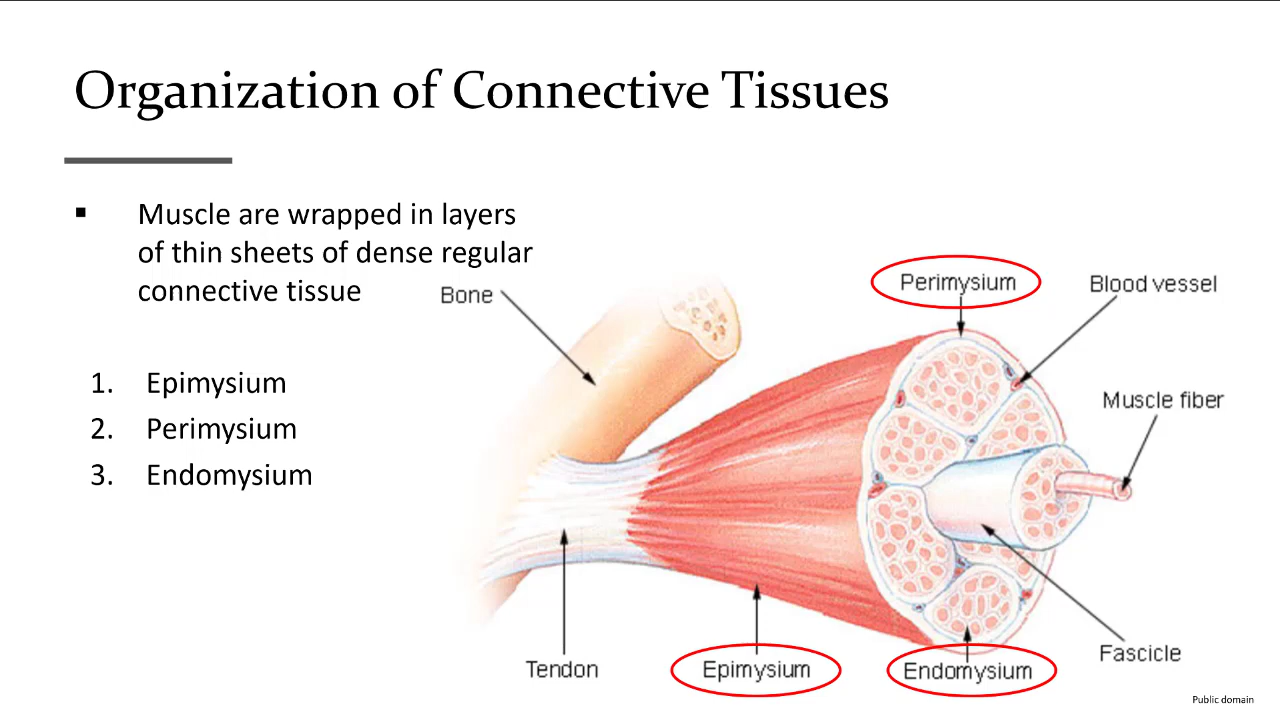 Organization of Connective Tissues
▪ Muscle are wrapped in layers
of thin sheets of dense regular
connective tissue
1. Epimysium
2. Perimysium
3. Endomysium
Bone
Perimysium
Blood vessel
Muscle fiber
Fascicle
Tendon
Epimysium
Endomysium
Public domain